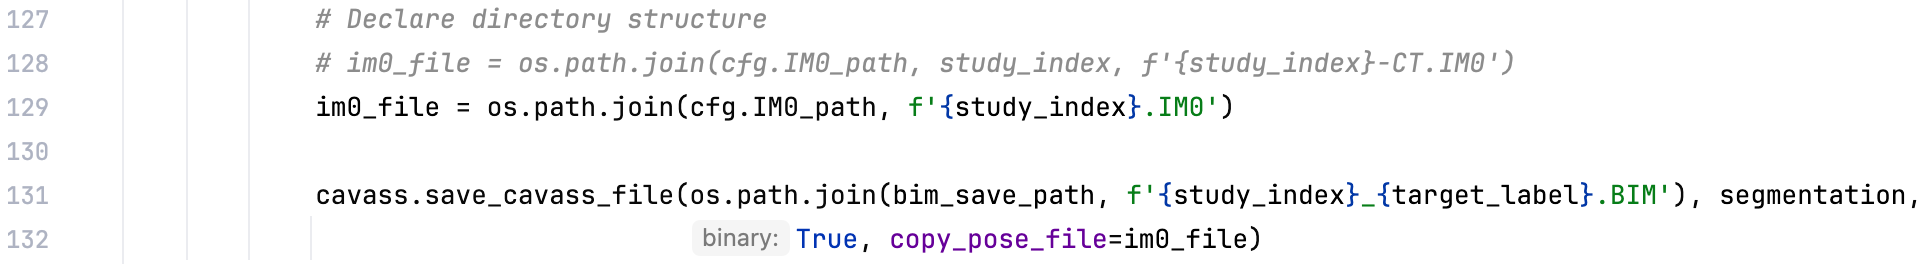 127 # Declare directory structure
128 # im0_file = os.path.join(cfg.IM0_path, study_index, f'{study_index}-CT.IM0')
129 im0_file = os.path.join(cfg.IM0_path, f'{study_index}.IM0')
130
131 cavass.save_cavass_file(os.path.join(bim_save_path, f'{study_index}_{target_label}.BIM'), segmentation,
132 binary: True, copy_pose_file=im0_file)